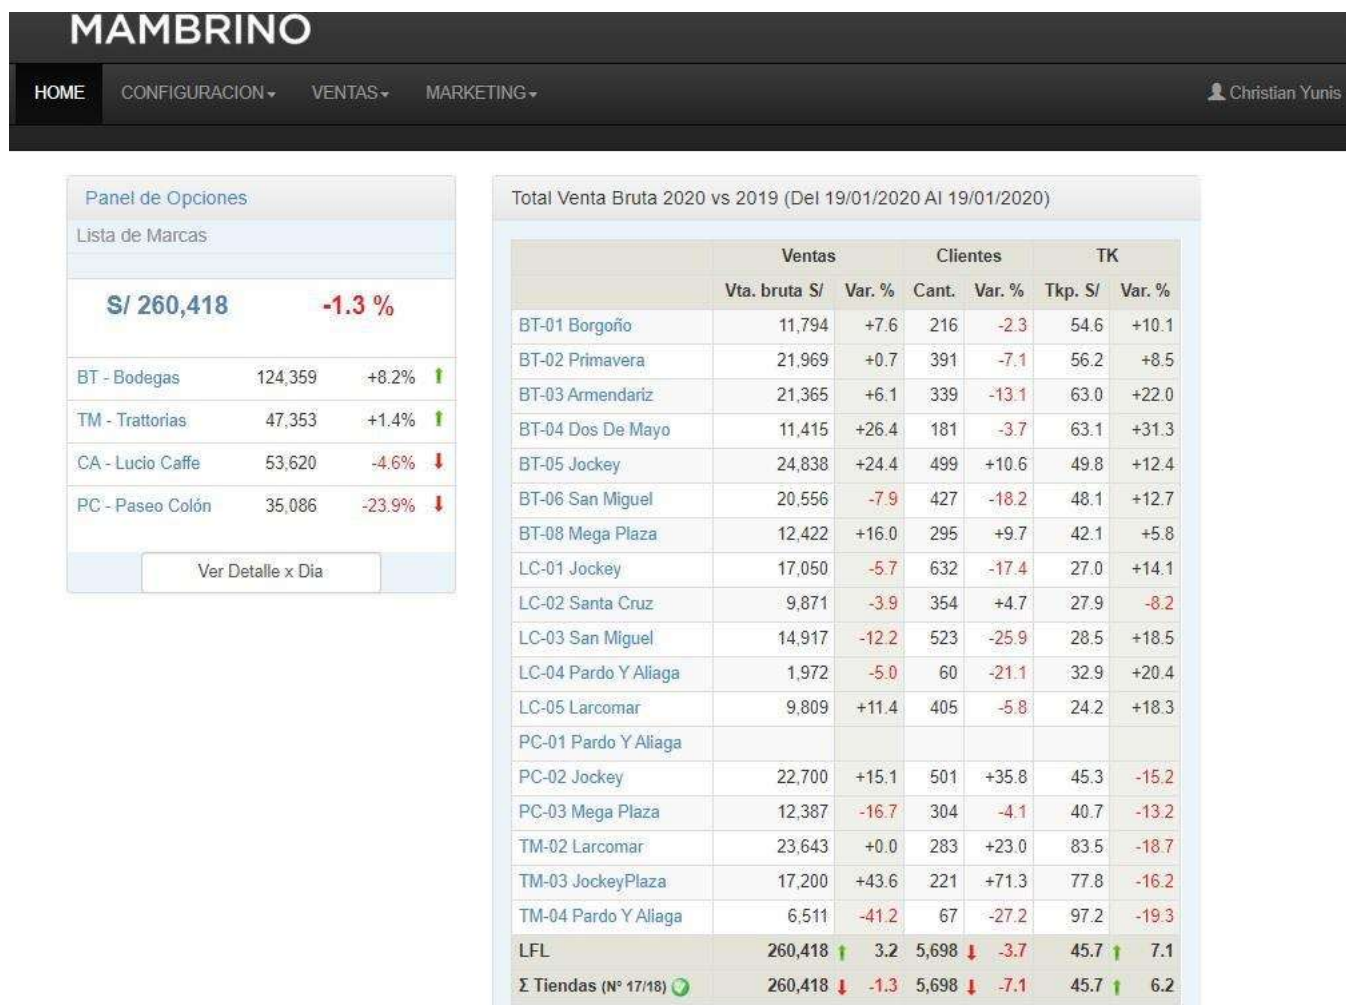 MAMBRINO
HOME CONFIGURACION VENTAS MARKETING Christian Yunis
Panel de Opciones
Lista de Marcas
S/ 260,418 -1.3 %
BT - Bodegas 124,359 +8.2%
TM - Trattorias 47,353 +1.4%
CA - Lucio Caffe 53,620 -4.6%
PC - Paseo Colón 35,086 -23.9%
Ver Detalle x Dia
Total Venta Bruta 2020 vs 2019 (Del 19/01/2020 Al 19/01/2020)
Ventas Clientes TK
Vta. bruta S/ Var. % Cant. Var. % Tkp. S/ Var. %
BT-01 Borgoño 11,794 +7.6 216 -2.3 54.6 +10.1
BT-02 Primavera 21,969 +0.7 391 -7.1 56.2 +8.5
BT-03 Armendariz 21,365 +6.1 339 -13.1 63.0 +22.0
BT-04 Dos De Mayo 11,415 +26.4 181 -3.7 63.1 +31.3
BT-05 Jockey 24,838 +24.4 499 +10.6 49.8 +12.4
BT-06 San Miguel 20,556 -7.9 427 -18.2 48.1 +12.7
BT-08 Mega Plaza 12,422 +16.0 295 +9.7 42.1 +5.8
LC-01 Jockey 17,050 -5.7 632 -17.4 27.0 +14.1
LC-02 Santa Cruz 9,871 -3.9 354 +4.7 27.9 -8.2
LC-03 San Miguel 14,917 -12.2 523 -25.9 28.5 +18.5
LC-04 Pardo Y Aliaga 1,972 -5.0 60 -21.1 32.9 +20.4
LC-05 Larcomar 9,809 +11.4 405 -5.8 24.2 +18.3
PC-01 Pardo Y Aliaga
PC-02 Jockey 22,700 +15.1 501 +35.8 45.3 -15.2
PC-03 Mega Plaza 12,387 -16.7 304 -4.1 40.7 -13.2
TM-02 Larcomar 23,643 +0.0 283 +23.0 83.5 -18.7
TM-03 JockeyPlaza 17,200 +43.6 221 +71.3 77.8 -16.2
TM-04 Pardo Y Aliaga 6,511 -41.2 67 -27.2 97.2 -19.3
LFL 260,418 3.2 5,698 -3.7 45.7 7.1
Σ Tiendas (N° 17/18) 260,418 -1.3 5,698 -7.1 45.7 6.2